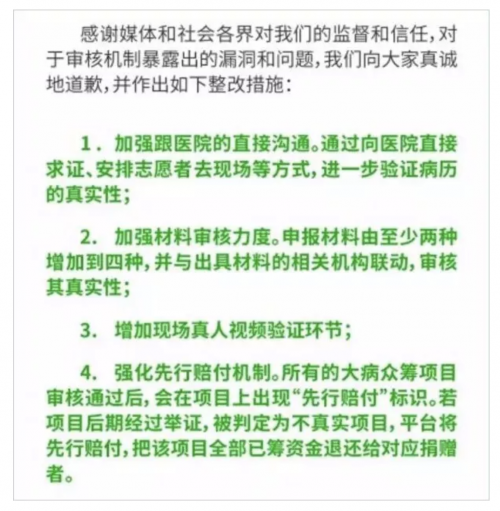 感谢媒体和社会各界对我们的监督和信任，对
于审核机制暴露出的漏洞和问题，我们向大家真诚
地道歉，并作出如下整改措施：
1．加强跟医院的直接沟通。通过向医院直接
求证、安排志愿者去现场等方式，进一步验证病历
的真实性；
2．加强材料审核力度。申报材料由至少两种
增加到四种，并与出具材料的相关机构联动，审核
其真实性；
3．增加现场真人视频验证环节；
4．强化先行赔付机制。所有的大病众筹项目
审核通过后，会在项目上出现“先行赔付”标识。若
项目后期经过举证，被判定为不真实项目，平台将
先行赔付，把该项目全部已筹资金退还给对应捐赠
者。